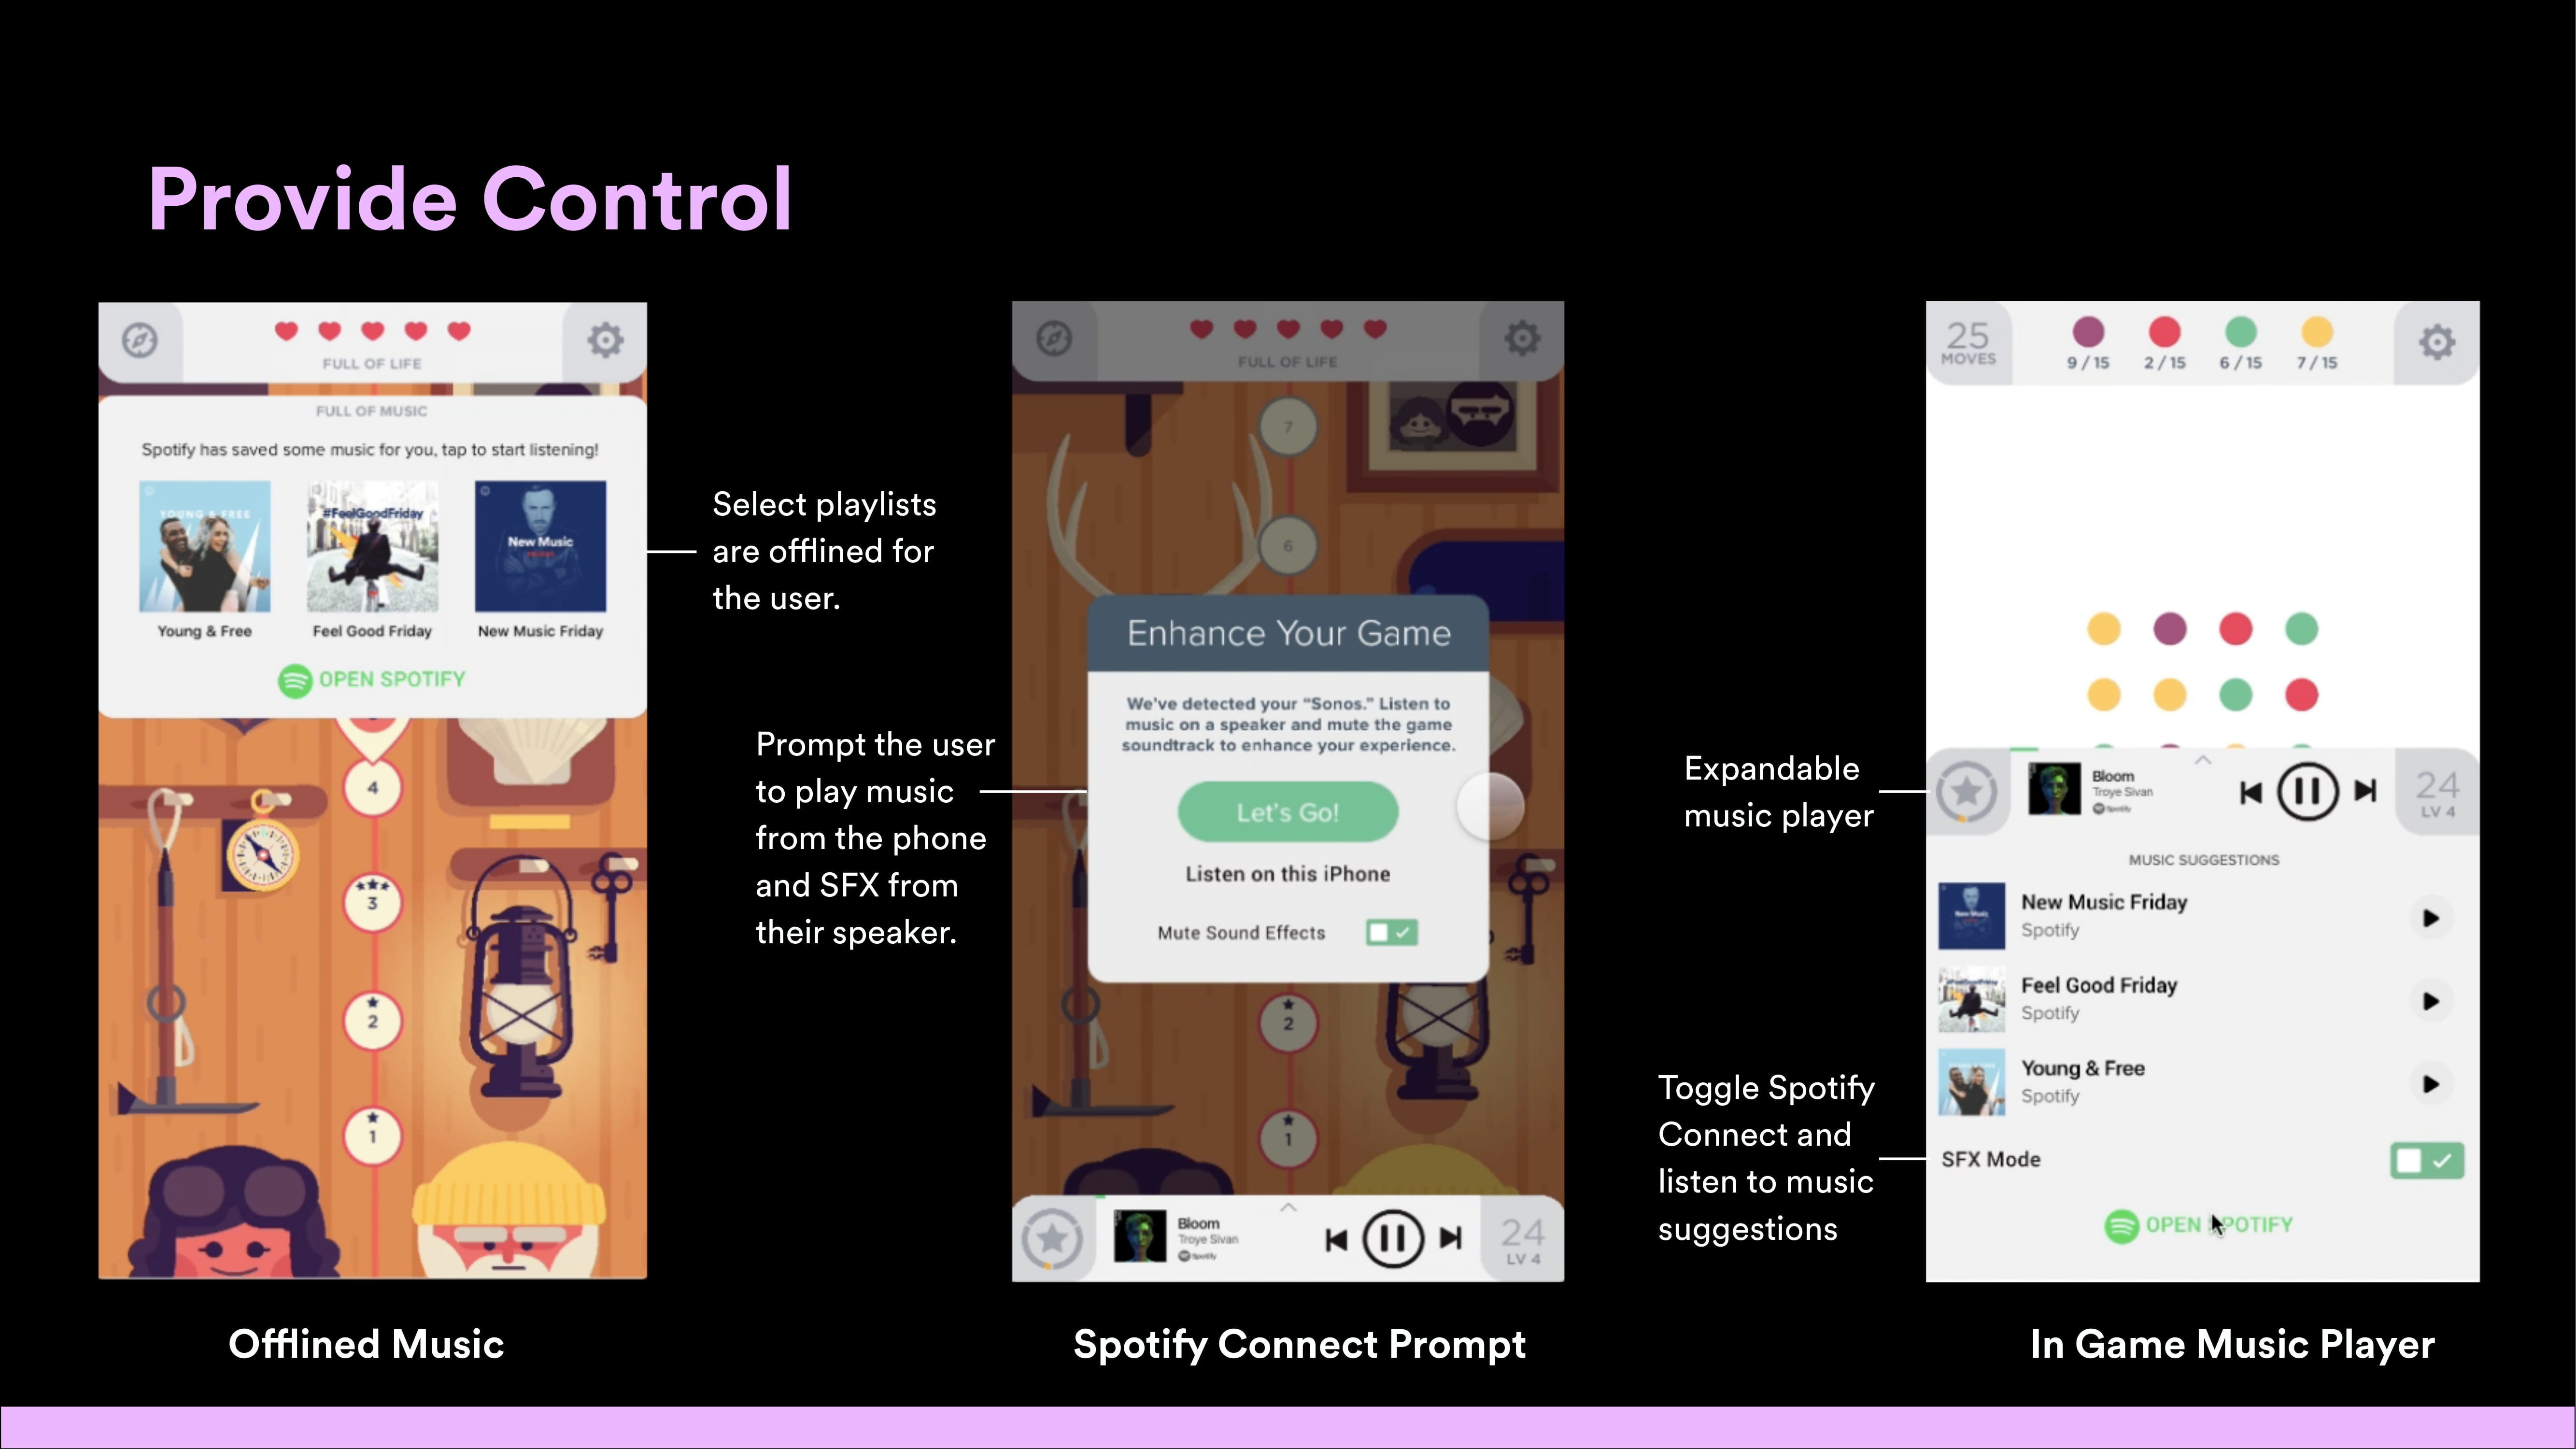 Provide Control
FULL OF LIFE
FULL OF MUSIC
Spotify has saved some music for you, tap to start listening!
YOUNG & FREE
#FeelGoodFriday
New Music
Young & Free
Feel Good Friday
New Music Friday
OPEN SPOTIFY
4
3
2
1
Select playlists
are offlined for
the user.
Offlined Music
Prompt the user
to play music
from the phone
and SFX from
their speaker.
FULL OF LIFE
7
6
Enhance Your Game
We've detected your “Sonos.” Listen to
music on a speaker and mute the game
soundtrack to enhance your experience.
Let's Go!
Listen on this iPhone
Mute Sound Effects
2
1
Bloom
Troye Sivan
Spotify
24
LV 4
Spotify Connect Prompt
Expandable
music player
Toggle Spotify
Connect and
listen to music
suggestions
25
MOVES
9 / 15
2 / 15
6 / 15
7 / 15
Bloom
Troye Sivan
Spotify
24
LV 4
MUSIC SUGGESTIONS
New Music Friday
Spotify
Feel Good Friday
Spotify
Young & Free
Spotify
SFX Mode
OPEN SPOTIFY
In Game Music Player